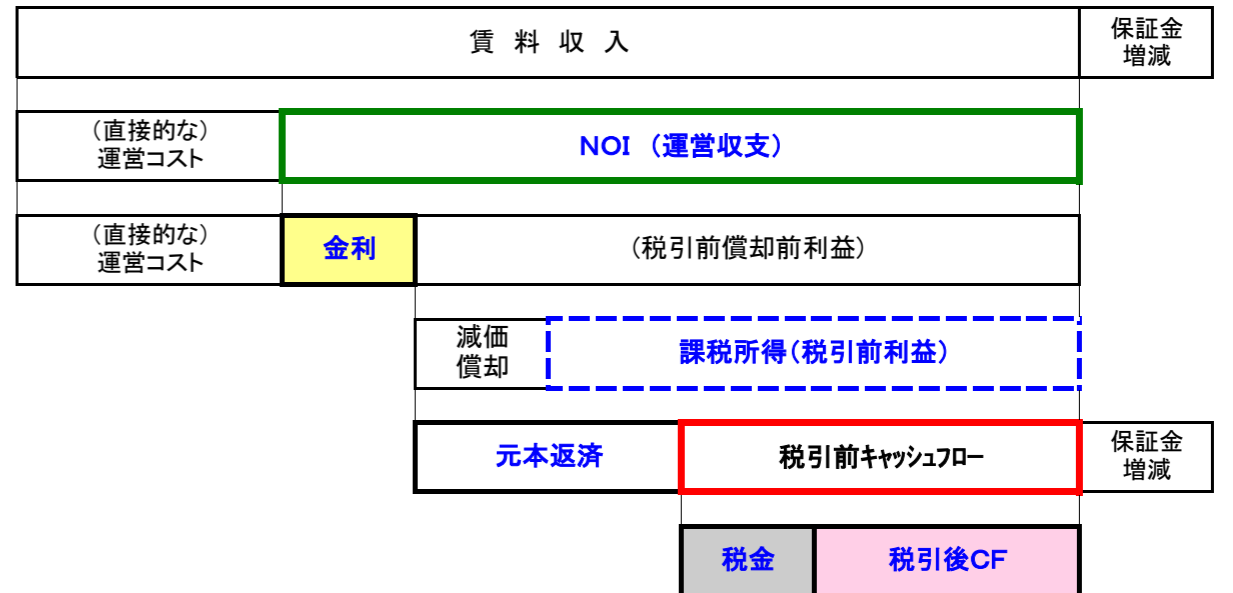 賃 料 収 入
保証金
増減
(直接的な)
運営コスト
NOI (運営収支)
(直接的な)
運営コスト
金利
(税引前償却前利益)
減価
償却
課税所得(税引前利益)
元本返済
税引前ｷｬｯｼｭﾌﾛｰ
保証金
増減
税金
税引後CF